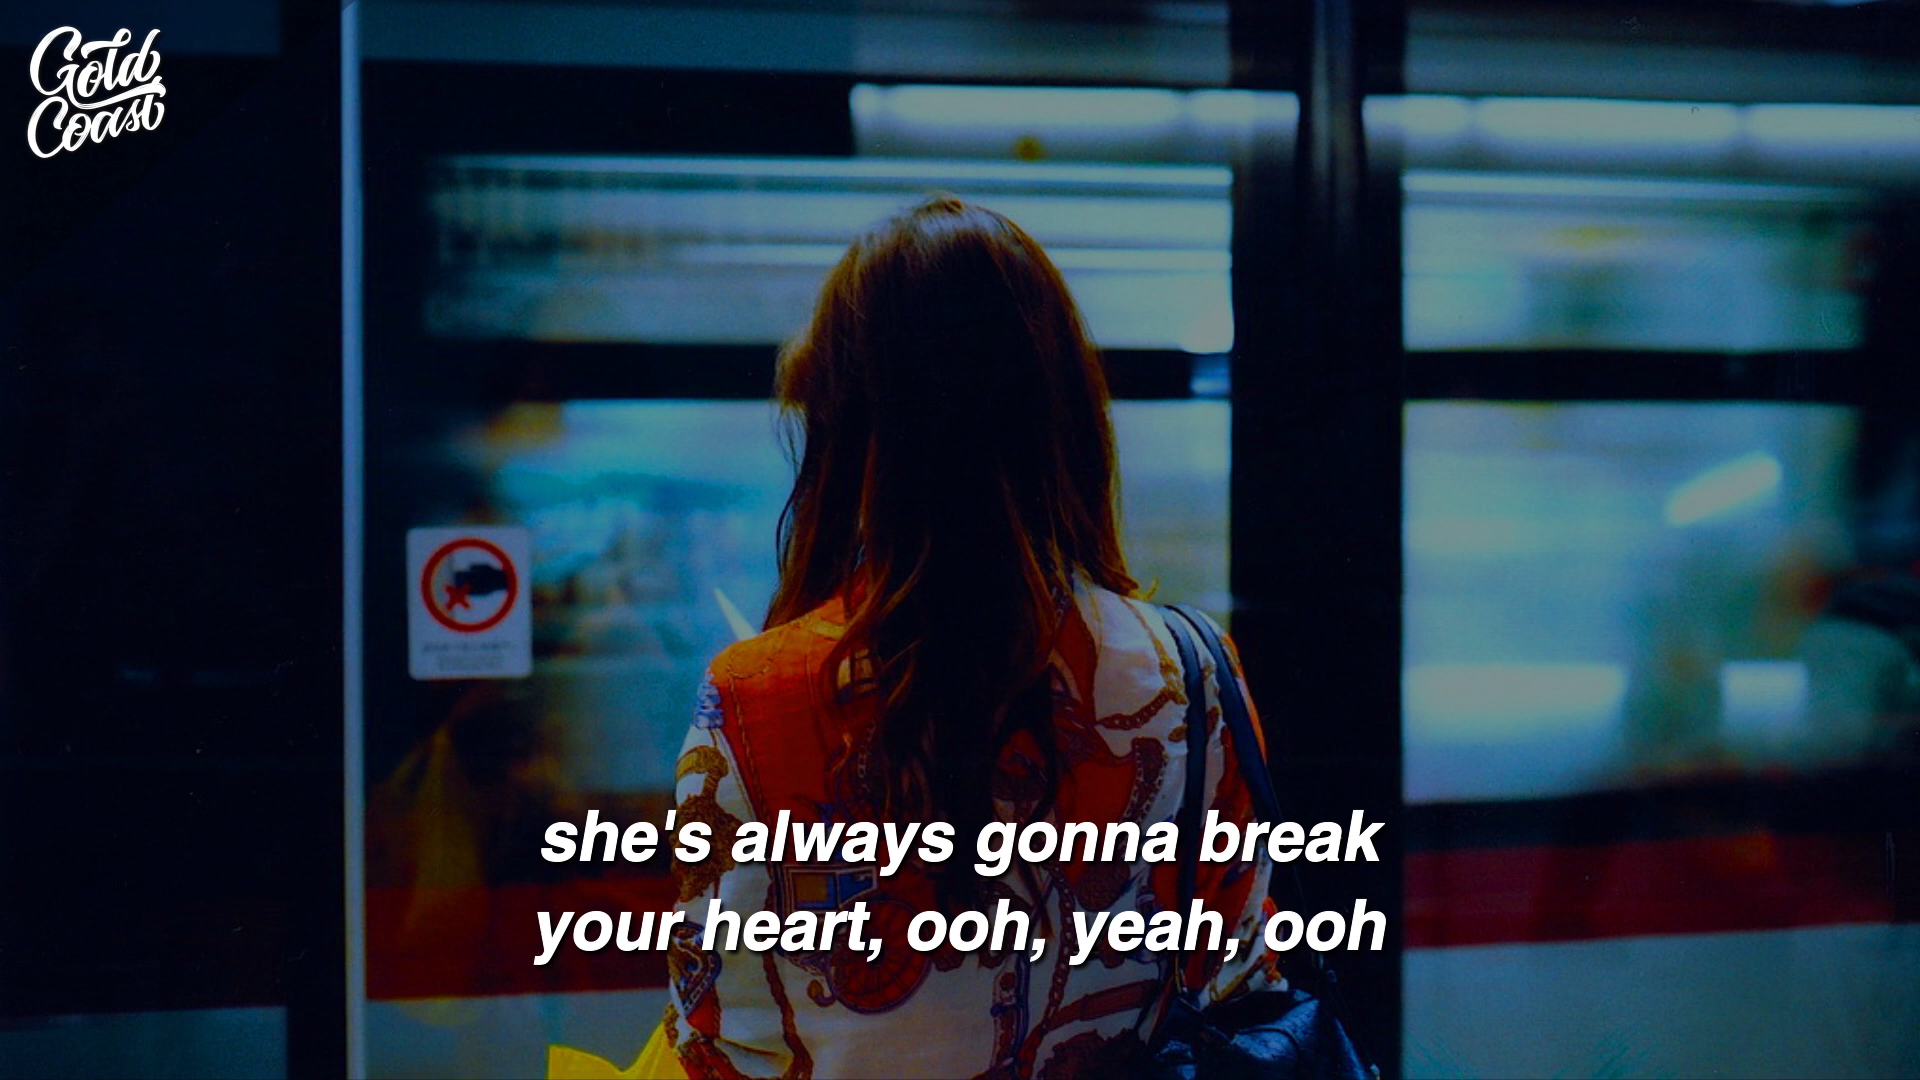 Gold
Coast
she's always gonna break
your heart, ooh, yeah, ooh